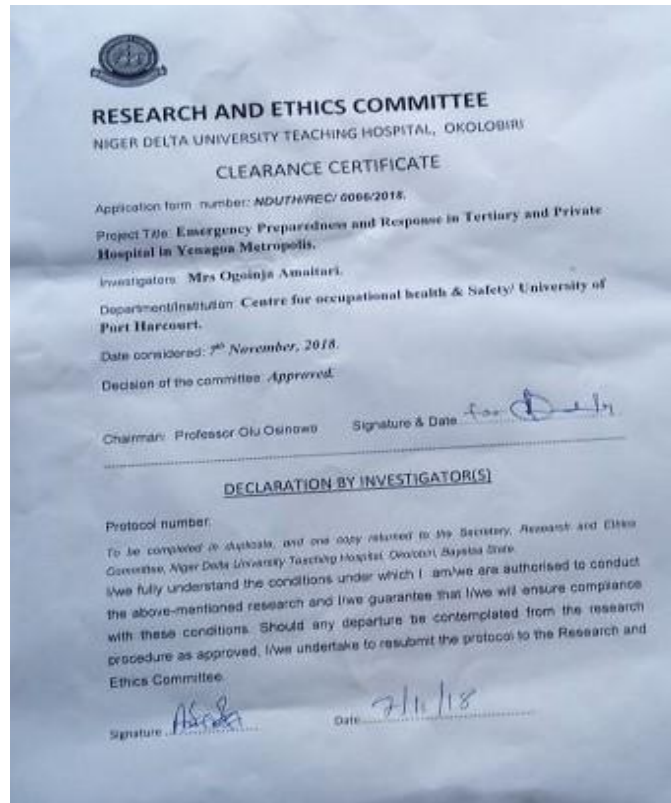 RESEARCH AND ETHICS COMMITTEE
NIGER DELTA UNIVERSITY TEACHING HOSPITAL, OKOLOBIRI
CLEARANCE CERTIFICATE
Application form number: NDUTH/REC/ 0066/2018.
Project Title: Emergency Preparedness and Response in Tertiary and Private
Hospital in Yenagoa Metropolis.
Investigators: Mrs Ogoinja Amaitari.
Department/Institution: Centre for occupational health & Safety/ University of
Port Harcourt.
Date considered: 7th November, 2018.
Decision of the committee: Approved.
Chairman: Professor Olu Osinowo Signature & Date for
DECLARATION BY INVESTIGATOR(S)
Protocol number:
To be completed in duplicate, and one copy returned to the Secretary, Research and Ethics
Committee, Niger Delta University Teaching Hospital, Okolobiri, Bayelsa State.
I/we fully understand the conditions under which I am/we are authorised to conduct
the above-mentioned research and I/we guarantee that I/we will ensure compliance
with these conditions. Should any departure be contemplated from the research
procedure as approved, I/we undertake to resubmit the protocol to the Research and
Ethics Committee.
Signature Date 7/11/18